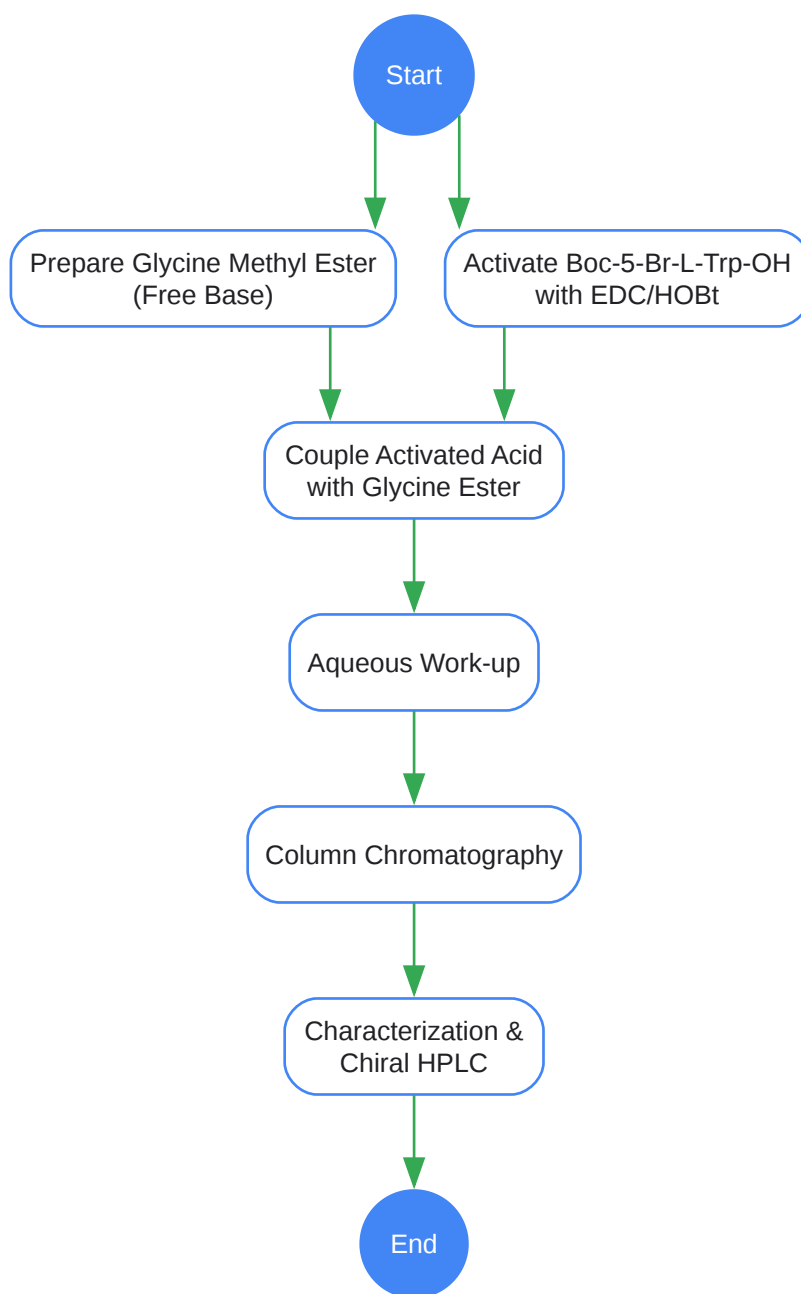 Start
Prepare Glycine Methyl Ester
(Free Base)
Activate Boc-5-Br-L-Trp-OH
with EDC/HOBt
Couple Activated Acid
with Glycine Ester
Aqueous Work-up
Column Chromatography
Characterization &
Chiral HPLC
End